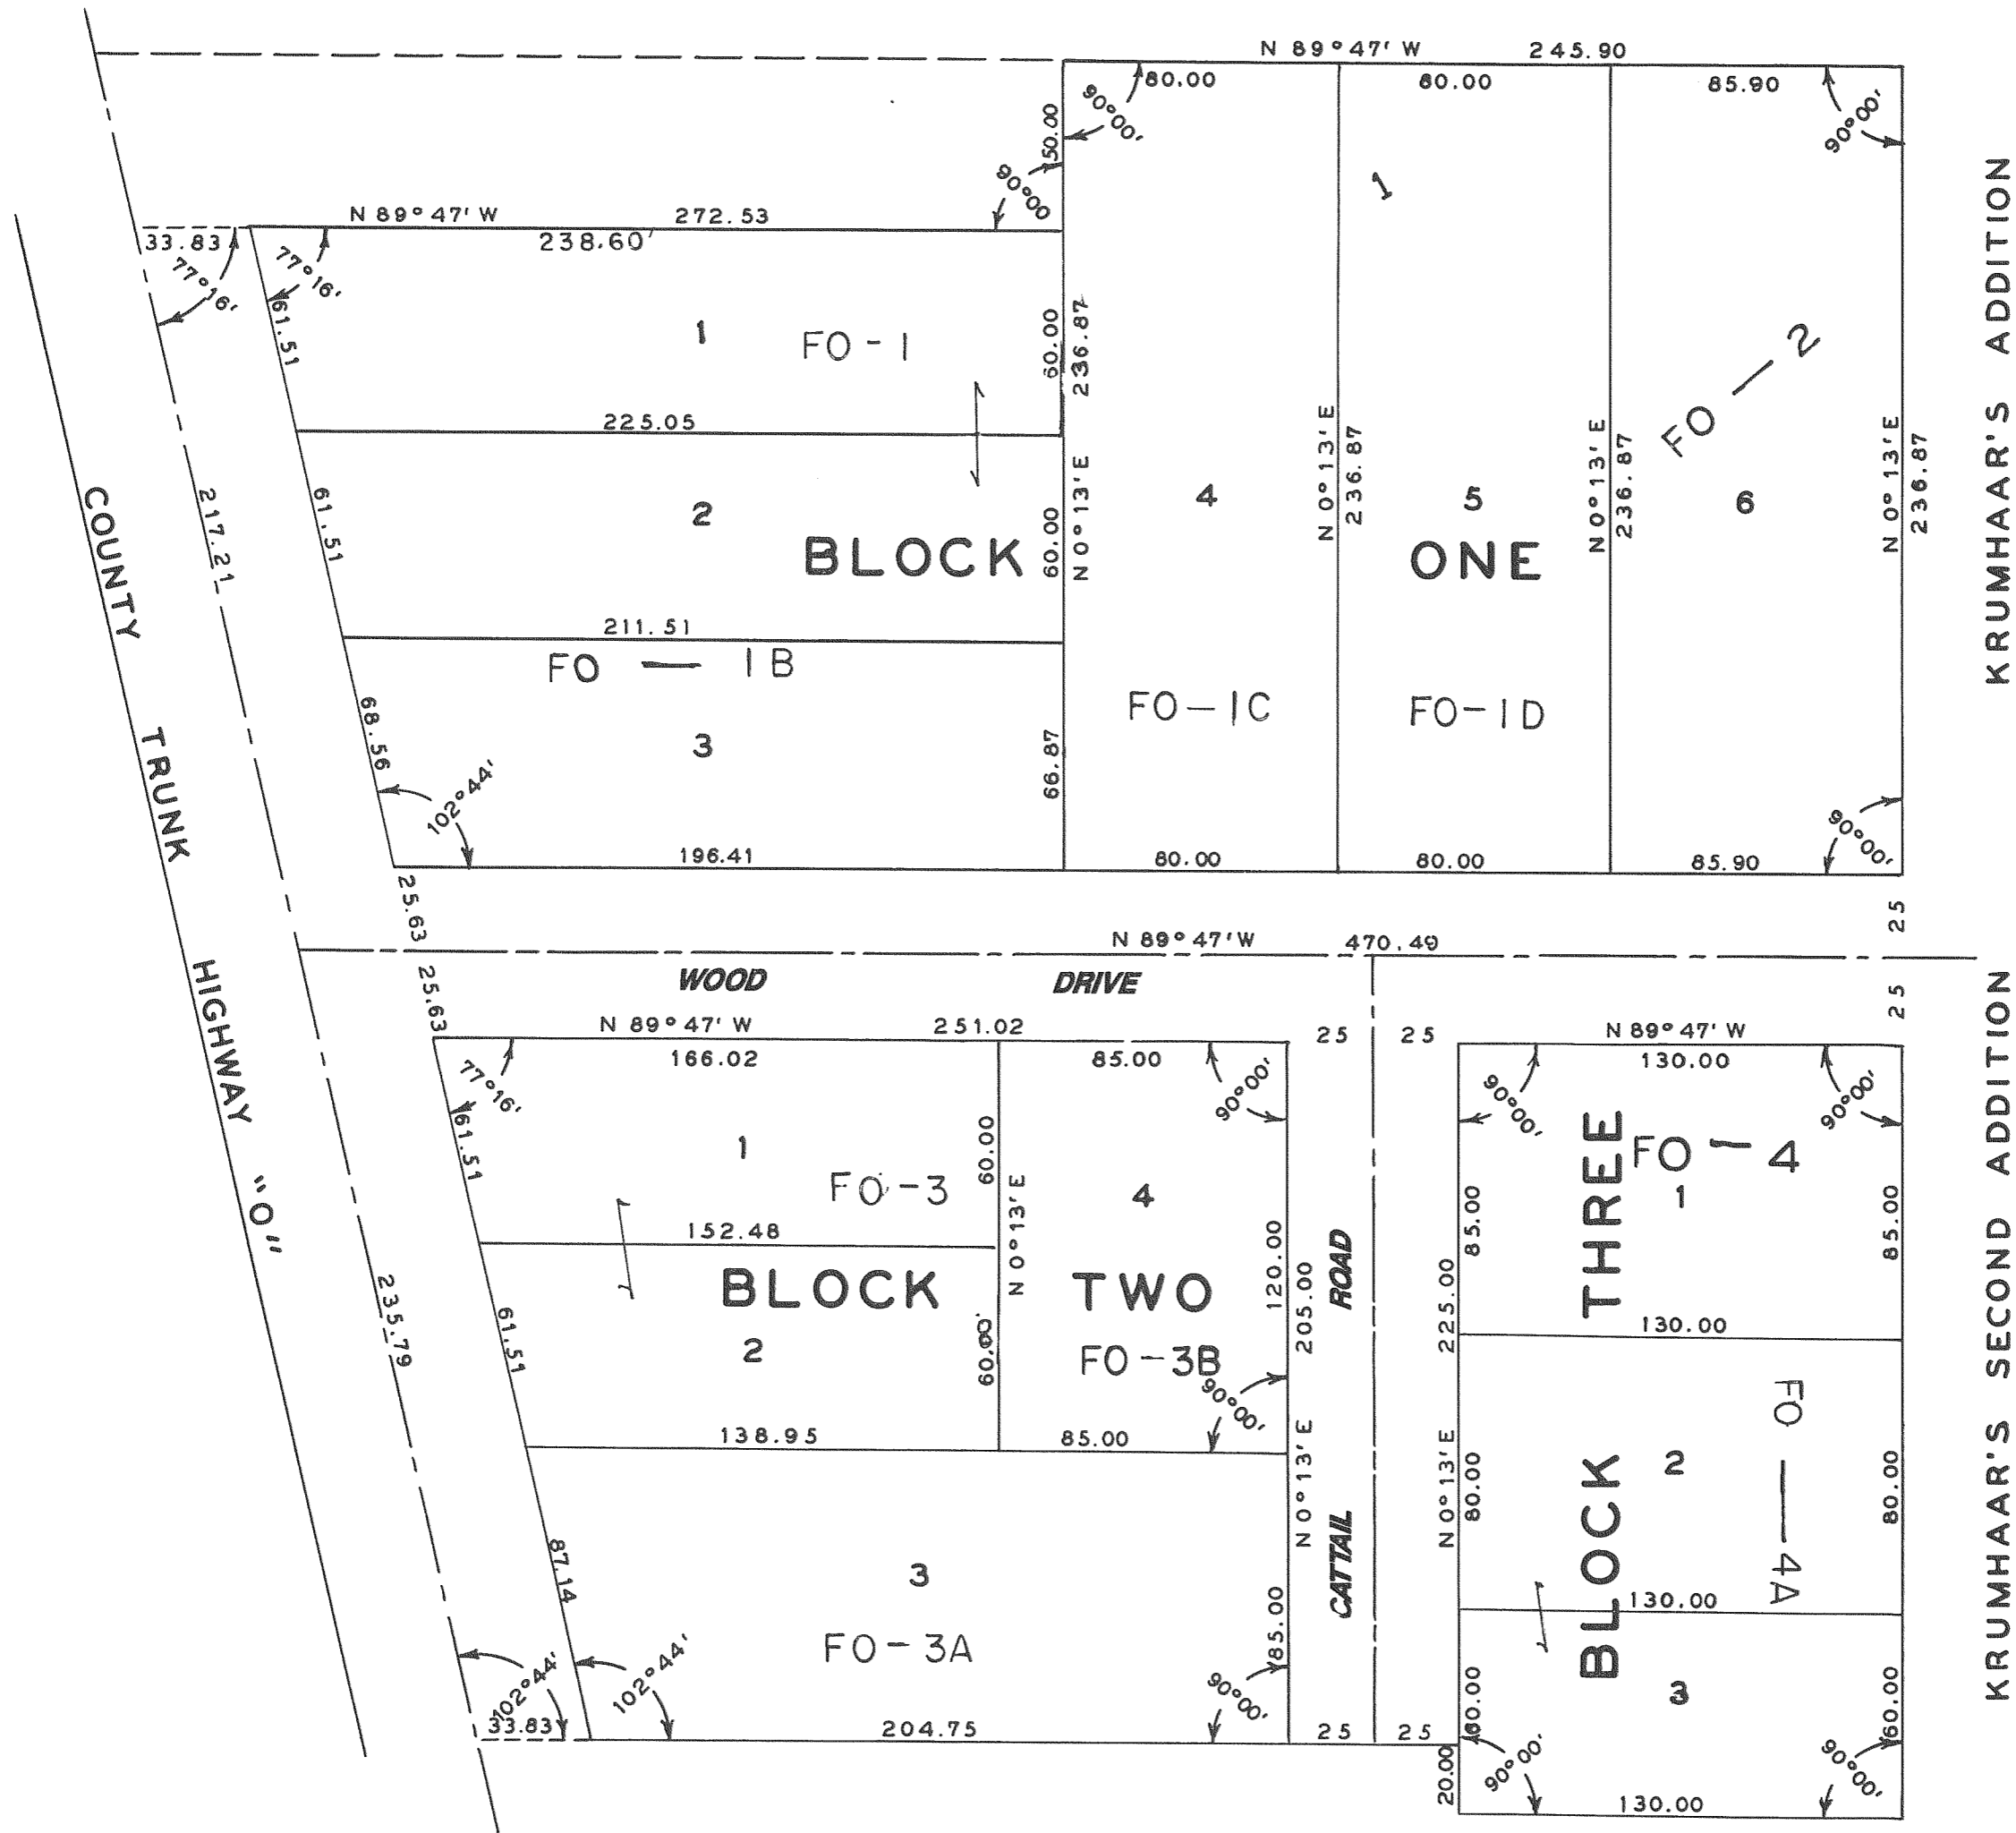 N 89°47' W 245.90
80.00 80.00 85.90
90°00' 90°00'
50.00
90°00
N 89°47' W 272.53
33.83 238.60'
77°16' 77°16'
61.51
1 FO-1
60.00
236.87
1
FO — 2
225.05
61.51
2
60.00
N 0°13' E
4
N 0°13' E
236.87
5
N 0°13' E
236.87
6
N 0°13' E
236.87
BLOCK ONE
217.21
211.51
FO — 1B
68.56
3
66.87
FO-1C
FO-1D
102°44'
90°00'
196.41 80.00 80.00 85.90
KRUMHAAR'S ADDITION
COUNTY TRUNK HIGHWAY "O"
25.63
25
N 89°47' W 470.49
25.63
WOOD DRIVE
25
N 89°47' W 251.02
25 25
N 89°47' W
166.02 85.00 130.00
77°16' 90°00' 90°00' 90°00'
61.51
1
FO-3
60.00
N 0°13' E
4
120.00
152.48
BLOCK TWO
235.79
61.51
2
60.00'
FO-3B
205.00
90°00'
138.95 85.00
N 0°13' E
87.14
3
FO-3A
85.00
102°44' 102°44' 90°00'
33.83 204.75
25 25
CATTAIL ROAD
BLOCK THREE
FO — 4
1
85.00 85.00
225.00
130.00
N 0°13' E
80.00
2
FO — 4A
80.00
130.00
3
60.00 60.00
20.00
90°00' 90°00'
130.00
KRUMHAAR'S SECOND ADDITION